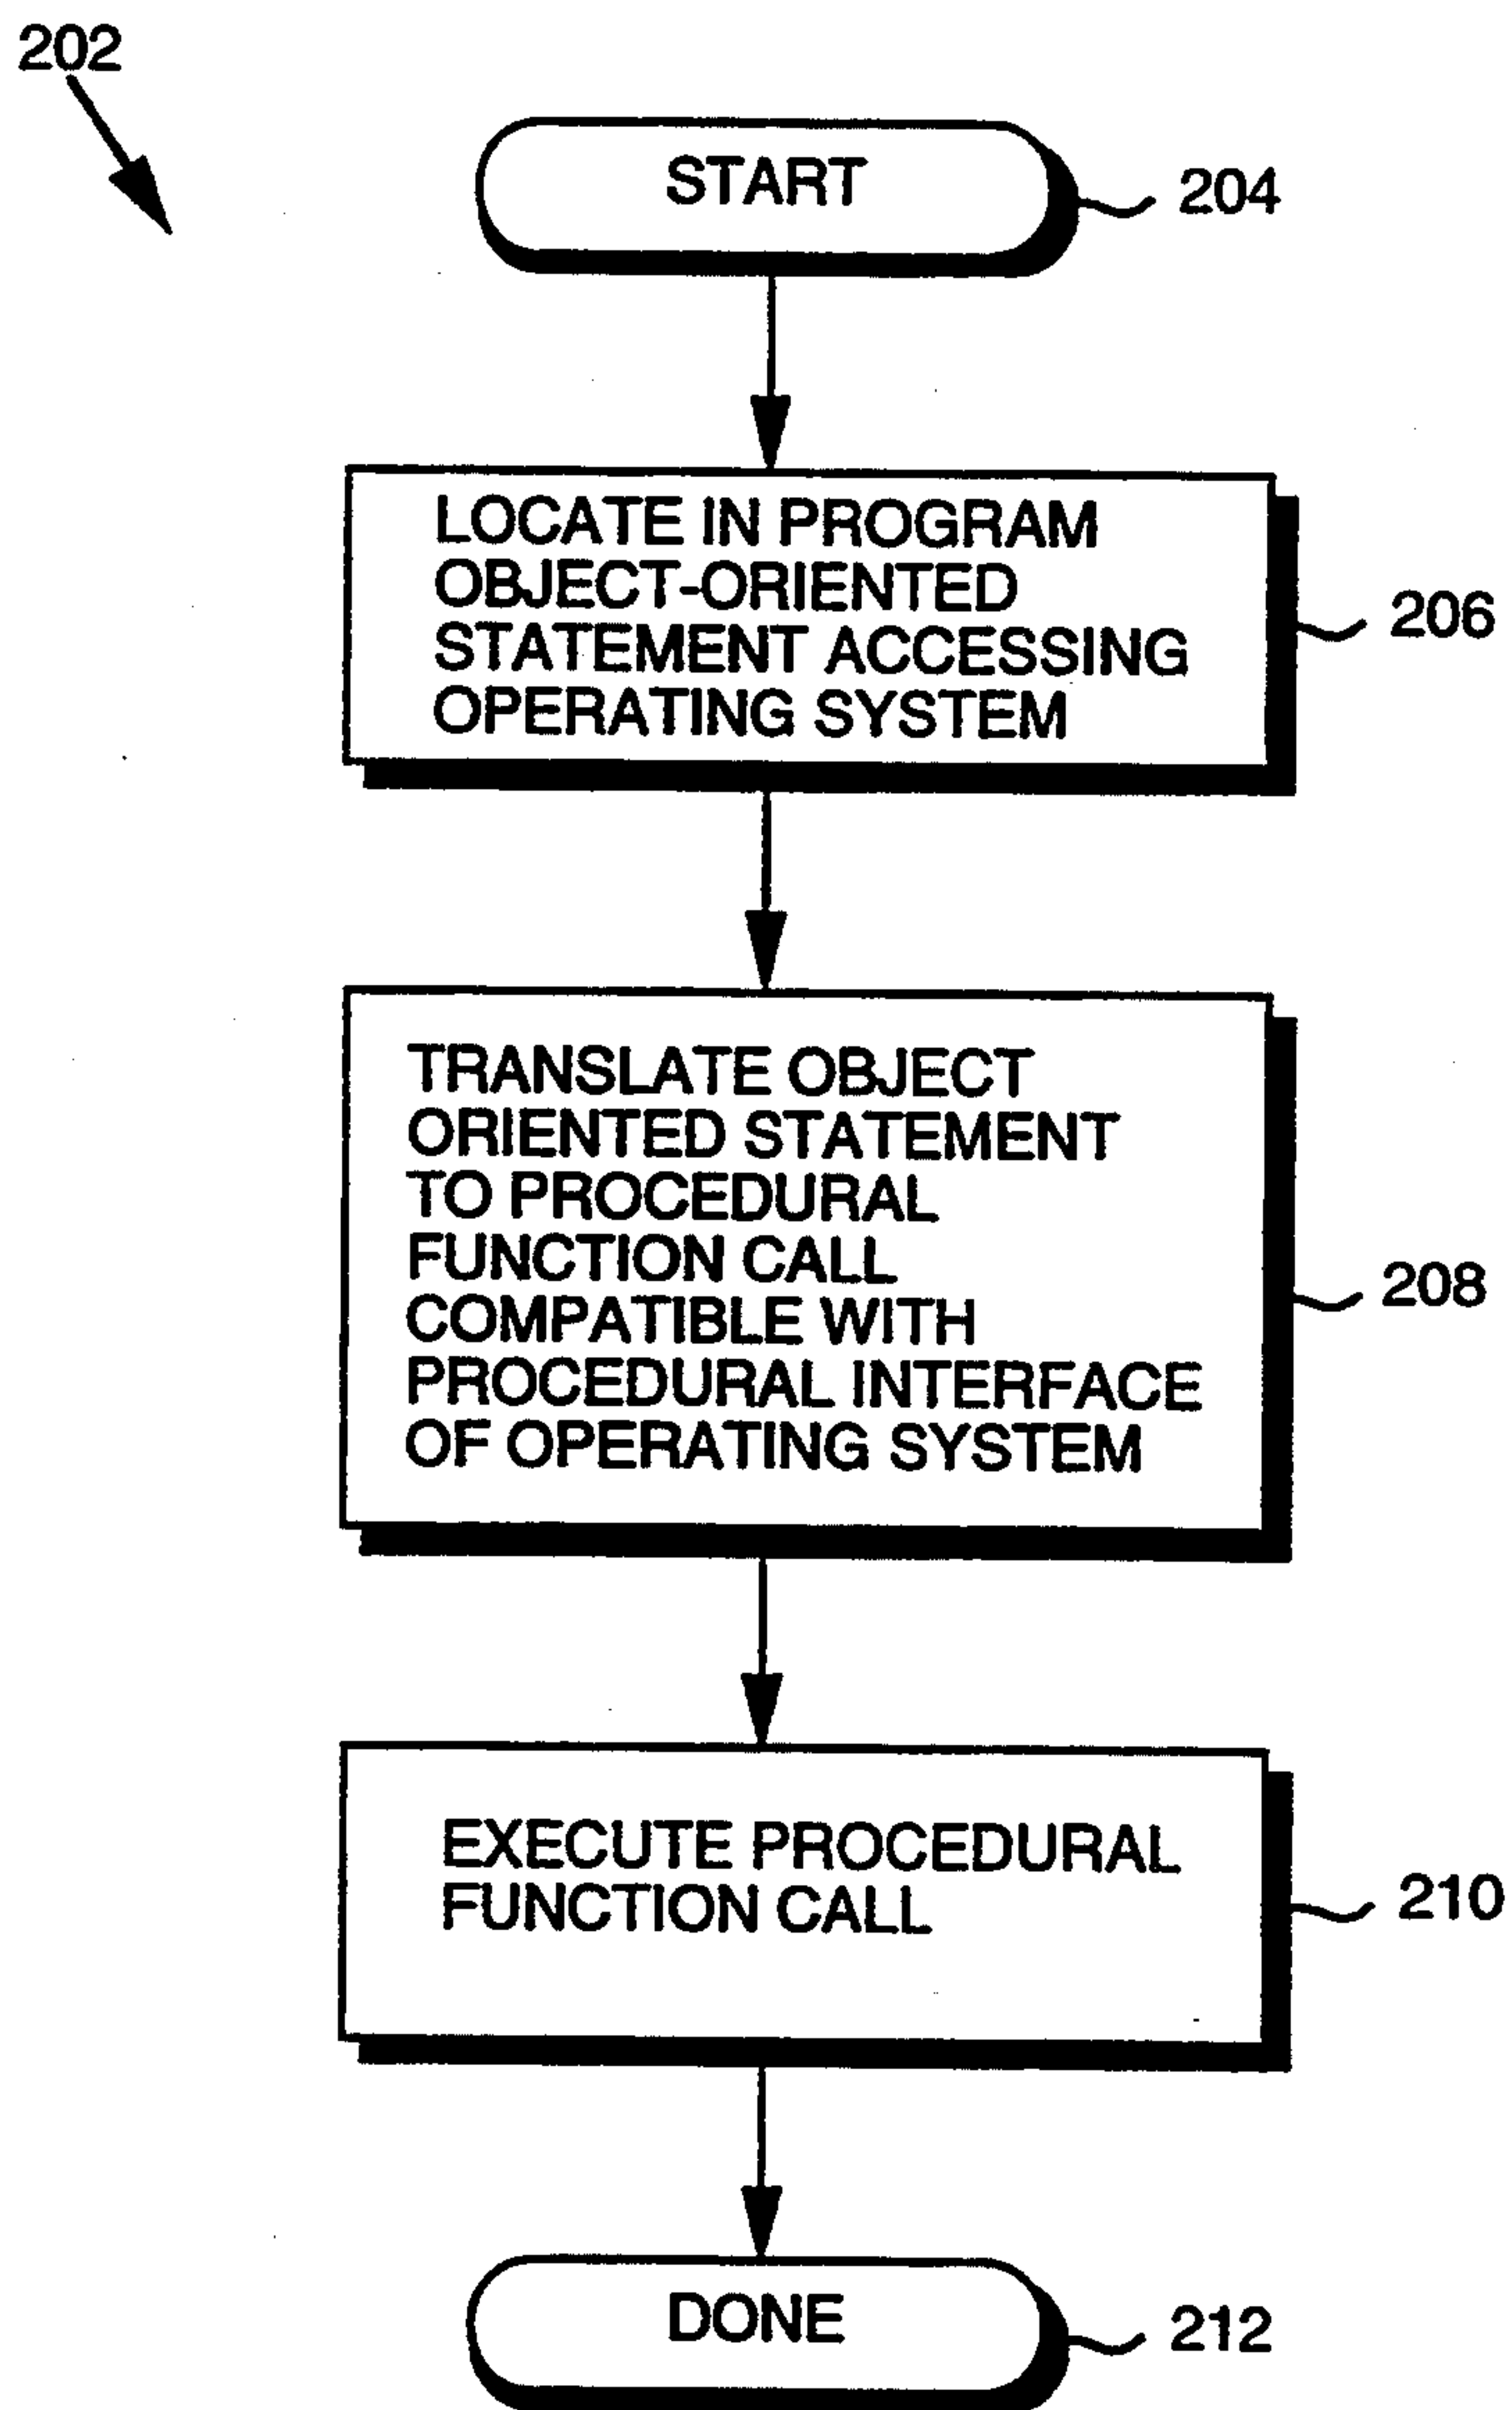 202
START
204
LOCATE IN PROGRAM
OBJECT-ORIENTED
STATEMENT ACCESSING
OPERATING SYSTEM
206
TRANSLATE OBJECT
ORIENTED STATEMENT
TO PROCEDURAL
FUNCTION CALL
COMPATIBLE WITH
PROCEDURAL INTERFACE
OF OPERATING SYSTEM
208
EXECUTE PROCEDURAL
FUNCTION CALL
210
DONE
212